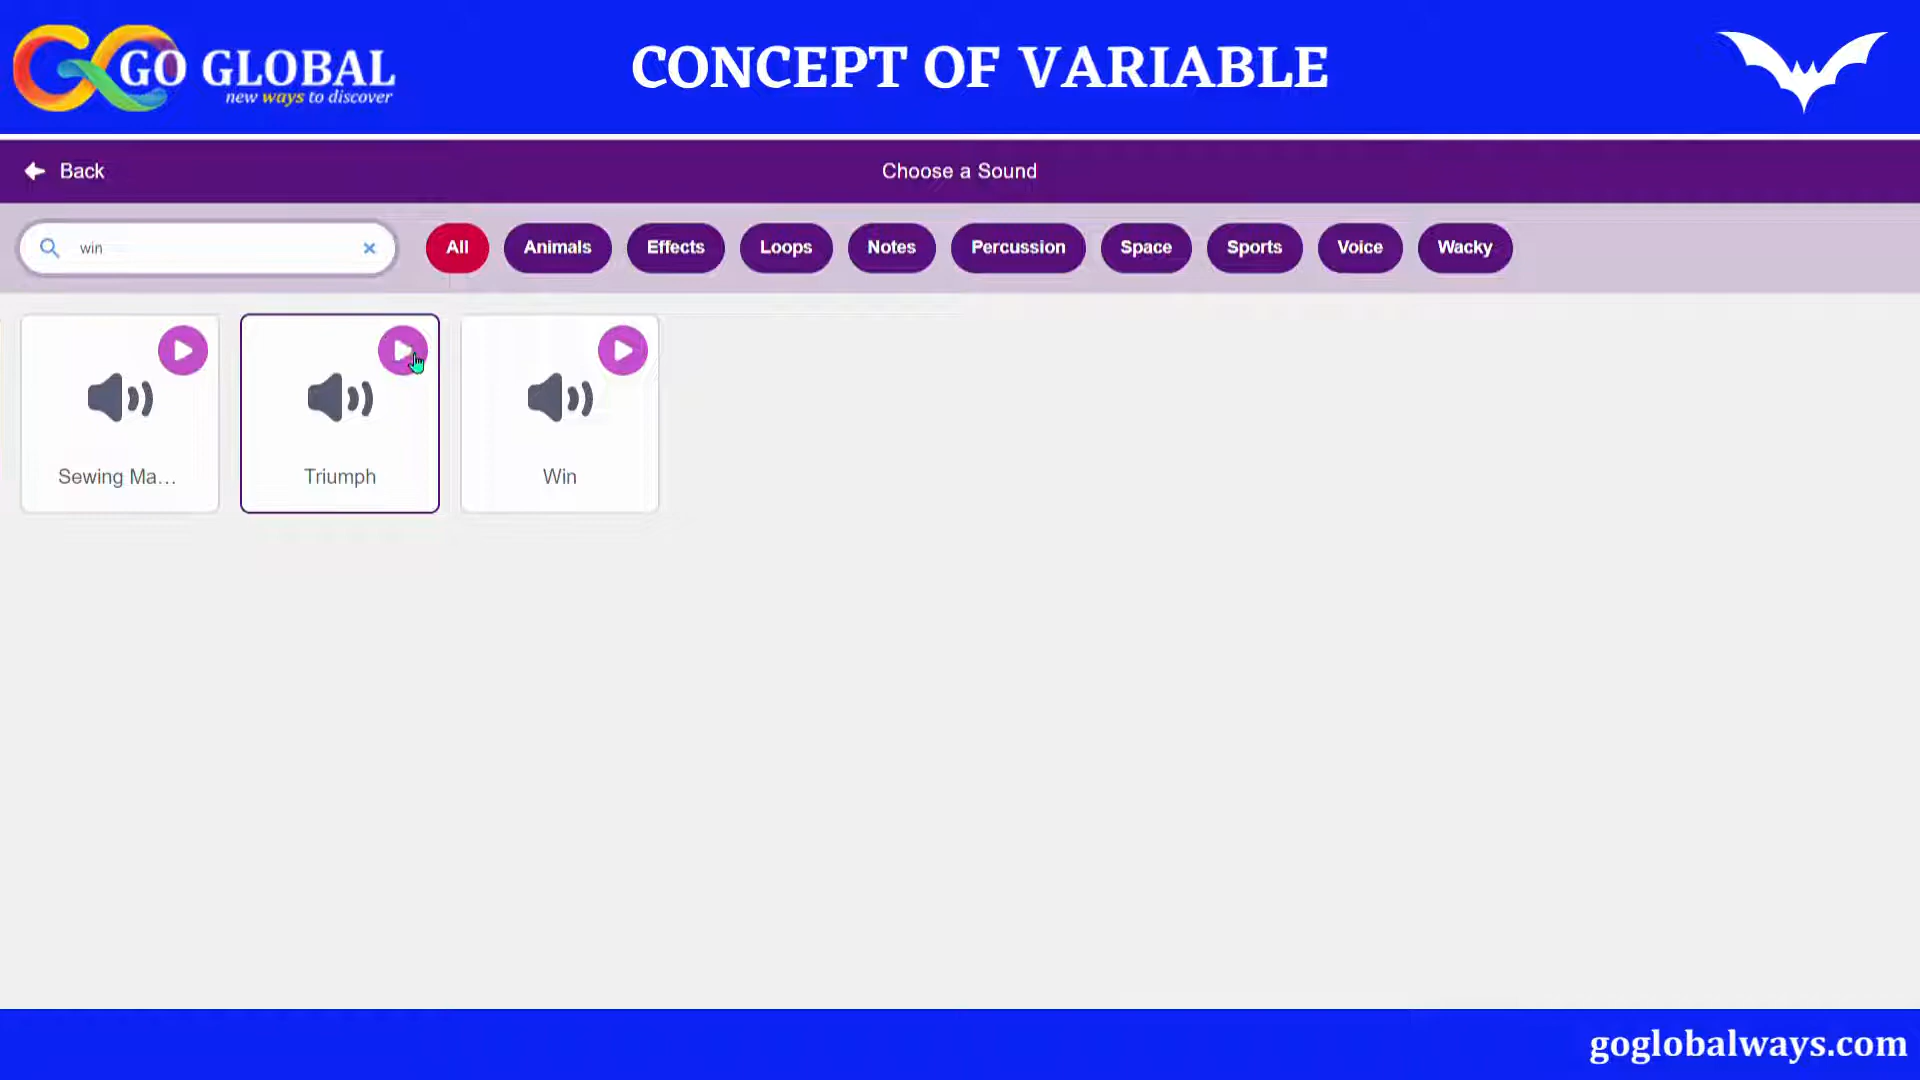 GO GLOBAL
new ways to discover
CONCEPT OF VARIABLE
Back
Choose a Sound
win
All
Animals
Effects
Loops
Notes
Percussion
Space
Sports
Voice
Wacky
Sewing Ma...
Triumph
Win
goglobalways.com